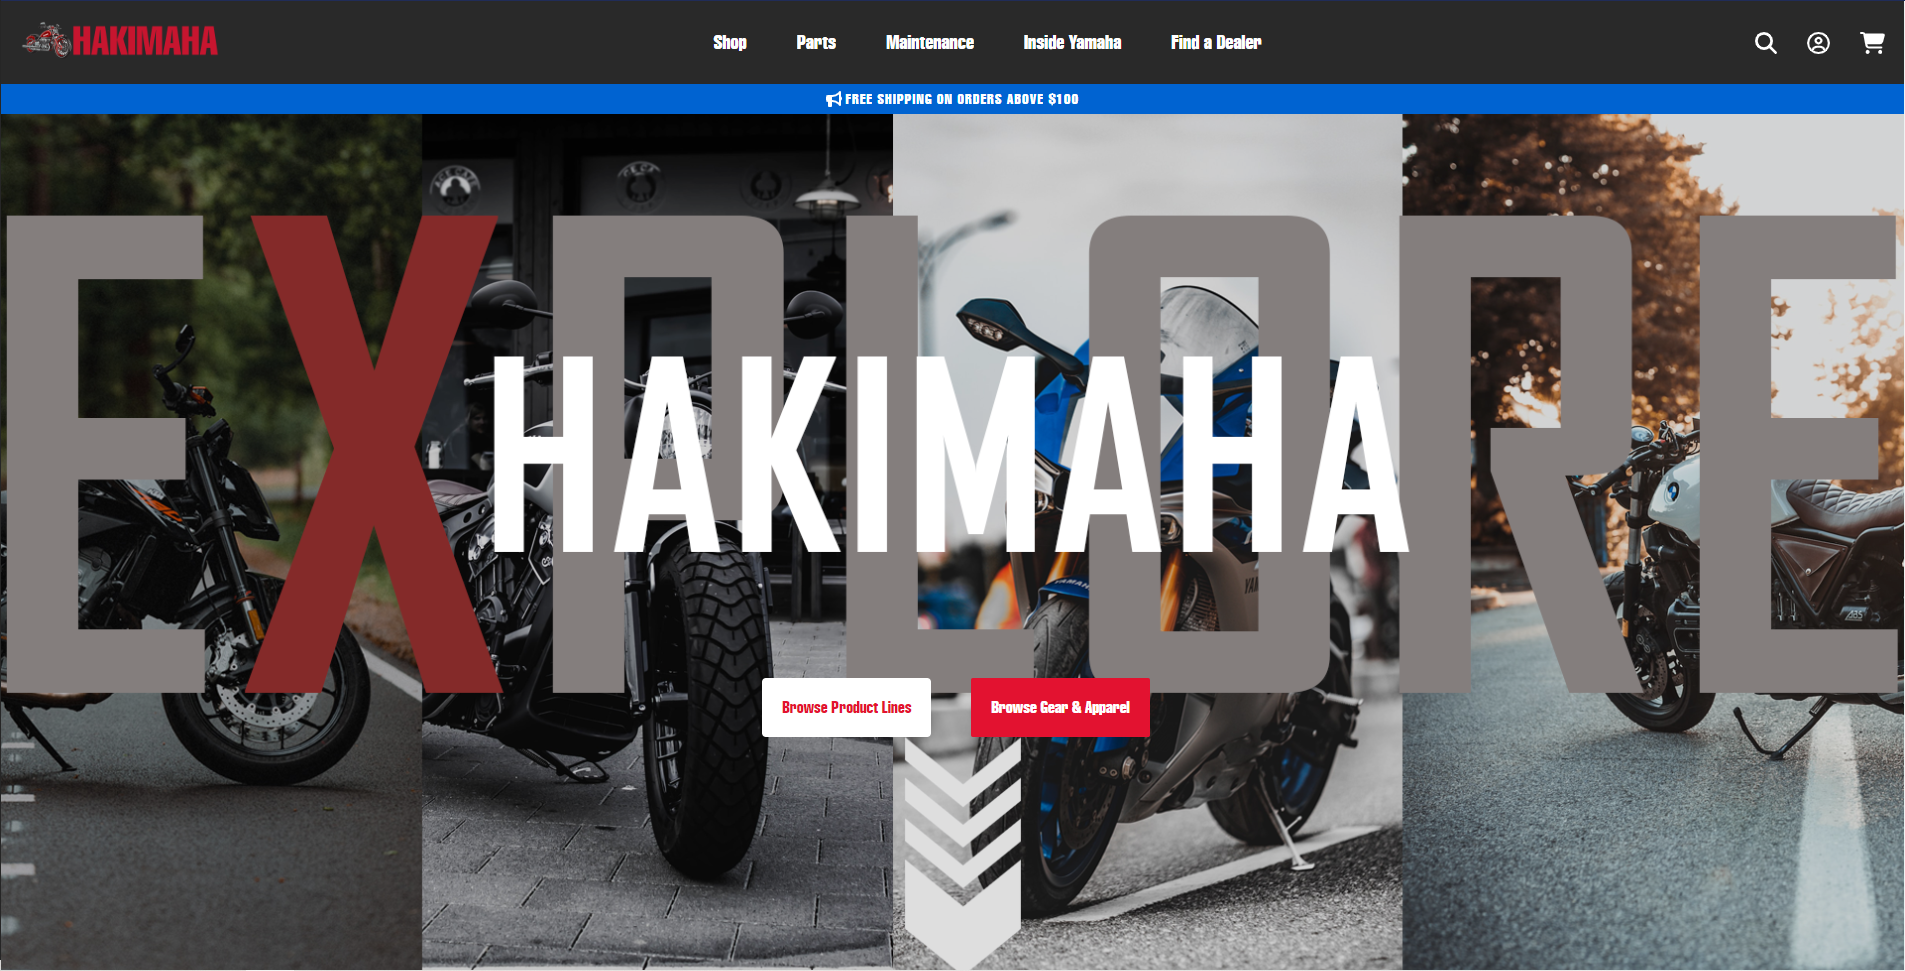 HAKIMAHA
Shop Parts Maintenance Inside Yamaha Find a Dealer
FREE SHIPPING ON ORDERS ABOVE $100
EXPLORE
HAKIMAHA
Browse Product Lines Browse Gear & Apparel